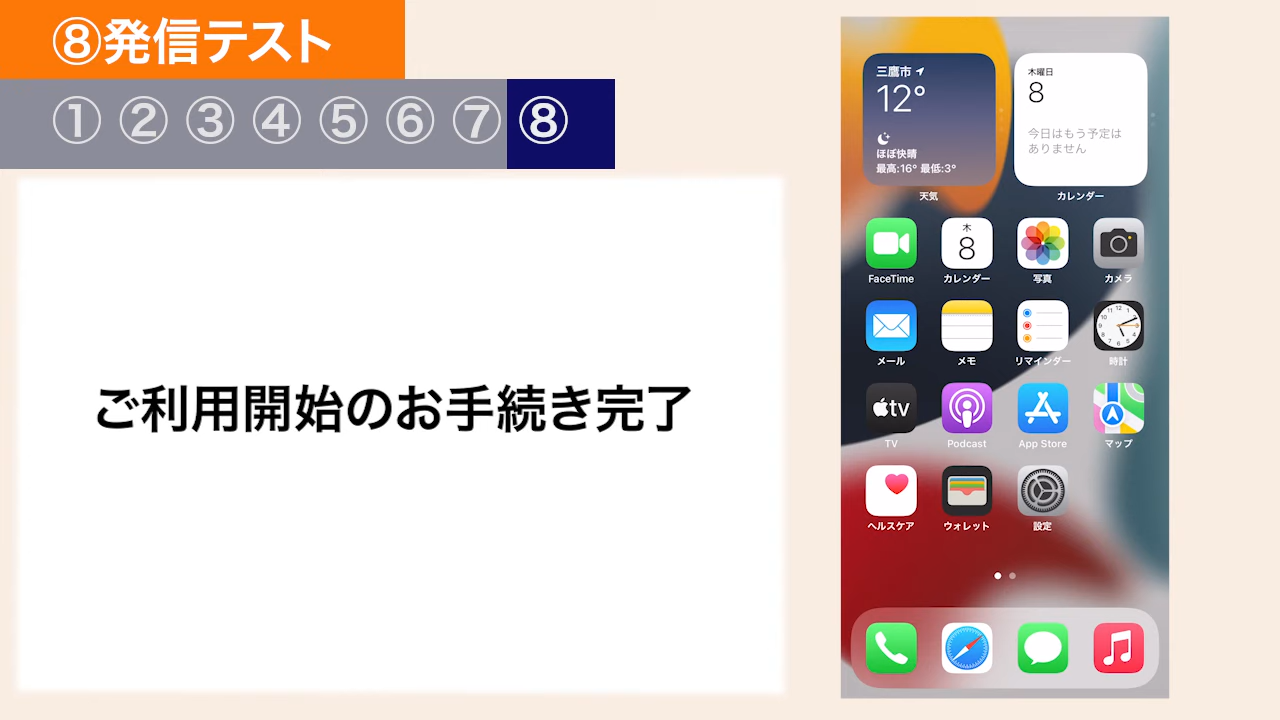 ⑧発信テスト
① ② ③ ④ ⑤ ⑥ ⑦ ⑧
ご利用開始のお手続き完了
三鷹市
12°
ほぼ快晴
最高:16° 最低:3°
天気
木曜日
8
今日はもう予定は
ありません
カレンダー
木
8
FaceTime カレンダー 写真 カメラ
メール メモ リマインダー 時計
tv
TV Podcast App Store マップ
ヘルスケア ウォレット 設定